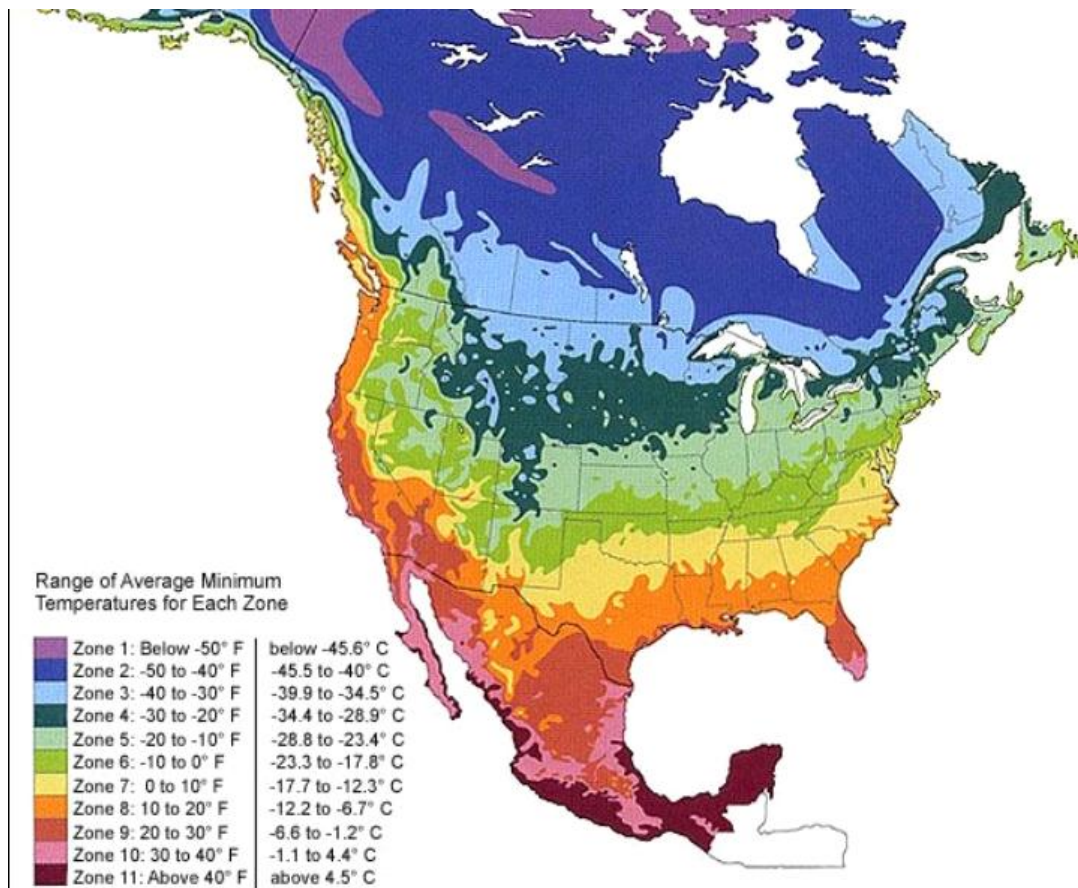 Range of Average Minimum
Temperatures for Each Zone
Zone 1: Below -50° F below -45.6° C
Zone 2: -50 to -40° F -45.5 to -40° C
Zone 3: -40 to -30° F -39.9 to -34.5° C
Zone 4: -30 to -20° F -34.4 to -28.9° C
Zone 5: -20 to -10° F -28.8 to -23.4° C
Zone 6: -10 to 0° F -23.3 to -17.8° C
Zone 7: 0 to 10° F -17.7 to -12.3° C
Zone 8: 10 to 20° F -12.2 to -6.7° C
Zone 9: 20 to 30° F -6.6 to -1.2° C
Zone 10: 30 to 40° F -1.1 to 4.4° C
Zone 11: Above 40° F above 4.5° C